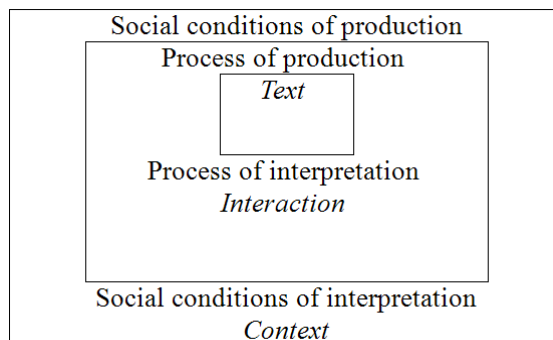 Social conditions of production
Process of production
Text
Process of interpretation
Interaction
Social conditions of interpretation
Context